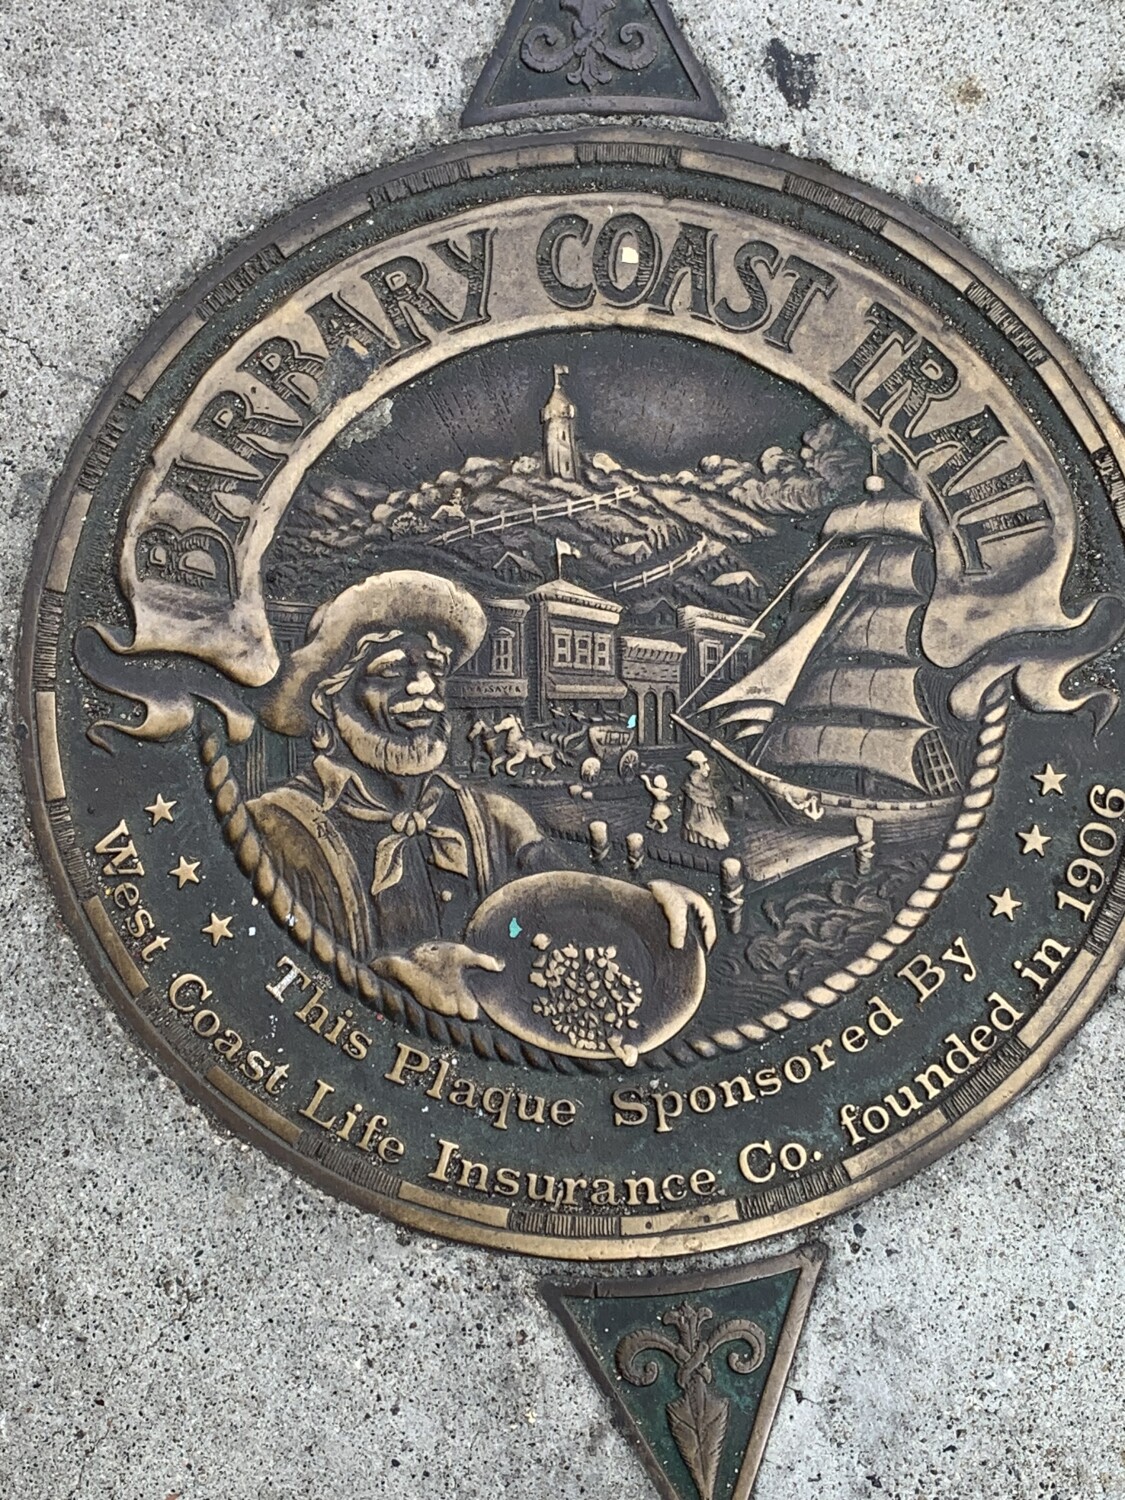 BARBARY COAST TRAIL
This Plaque Sponsored By
West Coast Life Insurance Co. founded in 1906